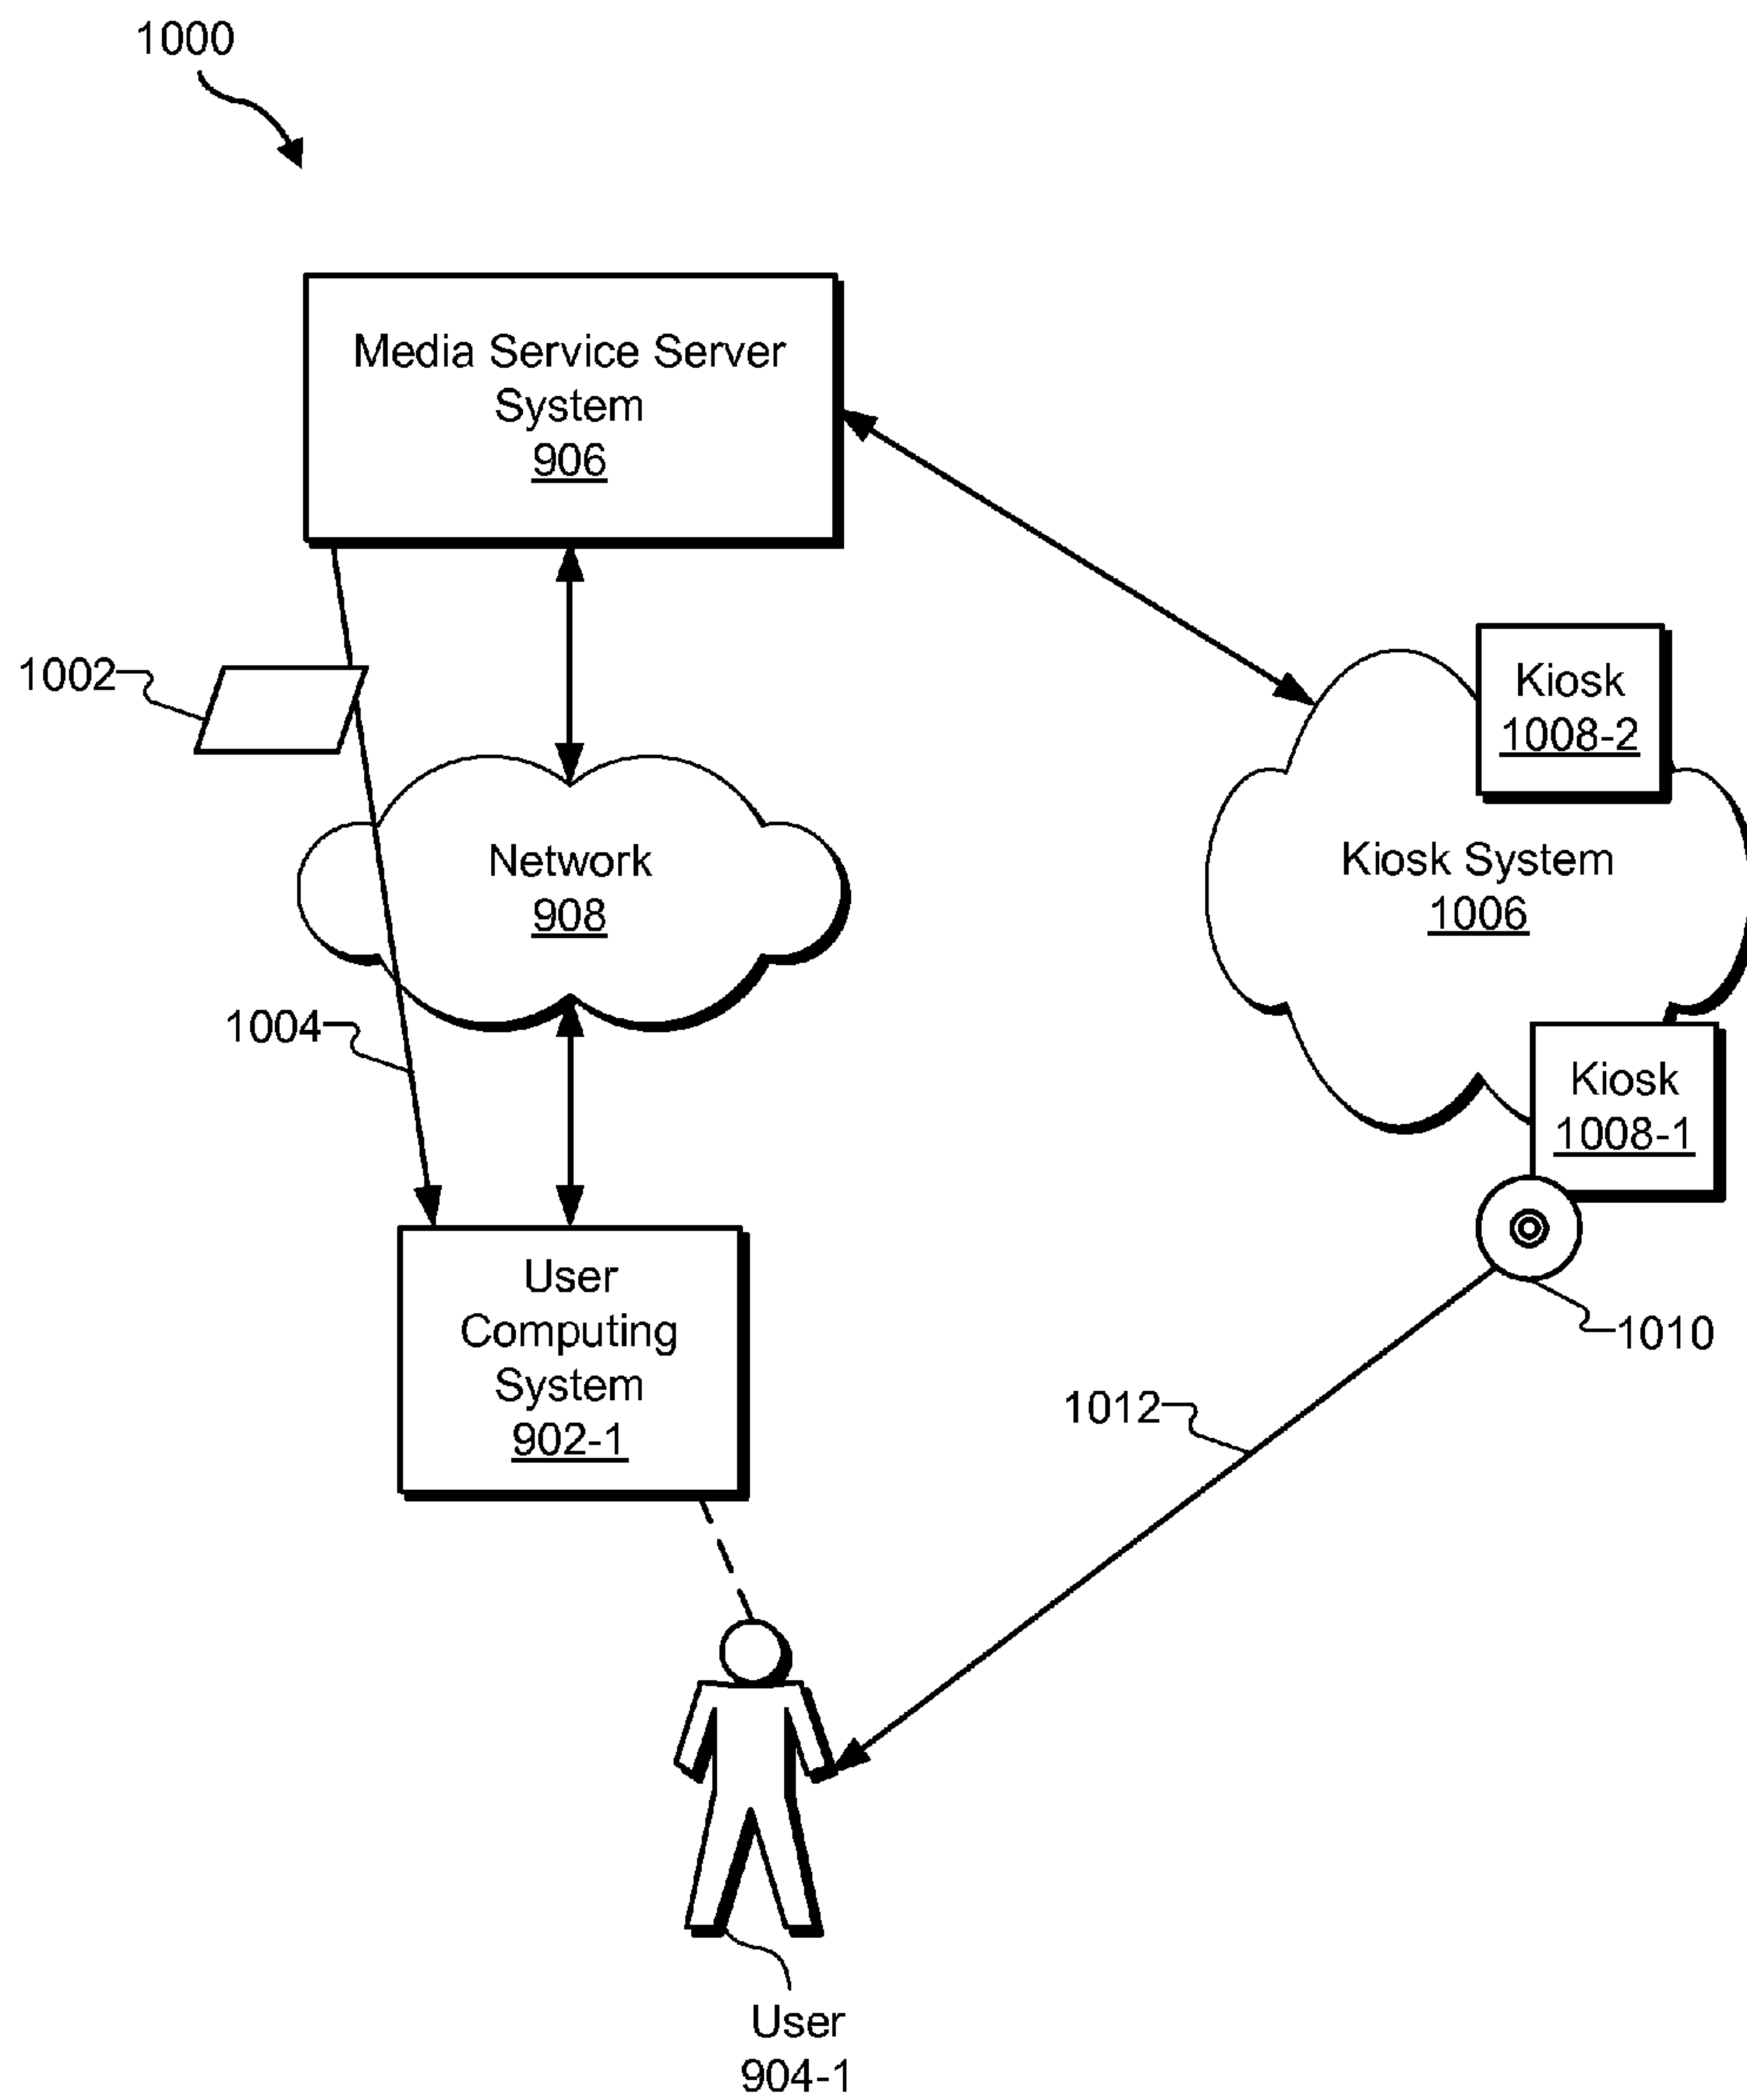 1000
Media Service Server
System
906
1002
Kiosk
1008-2
Network
908
Kiosk System
1006
1004
Kiosk
1008-1
User
Computing
System
902-1
1010
1012
User
904-1